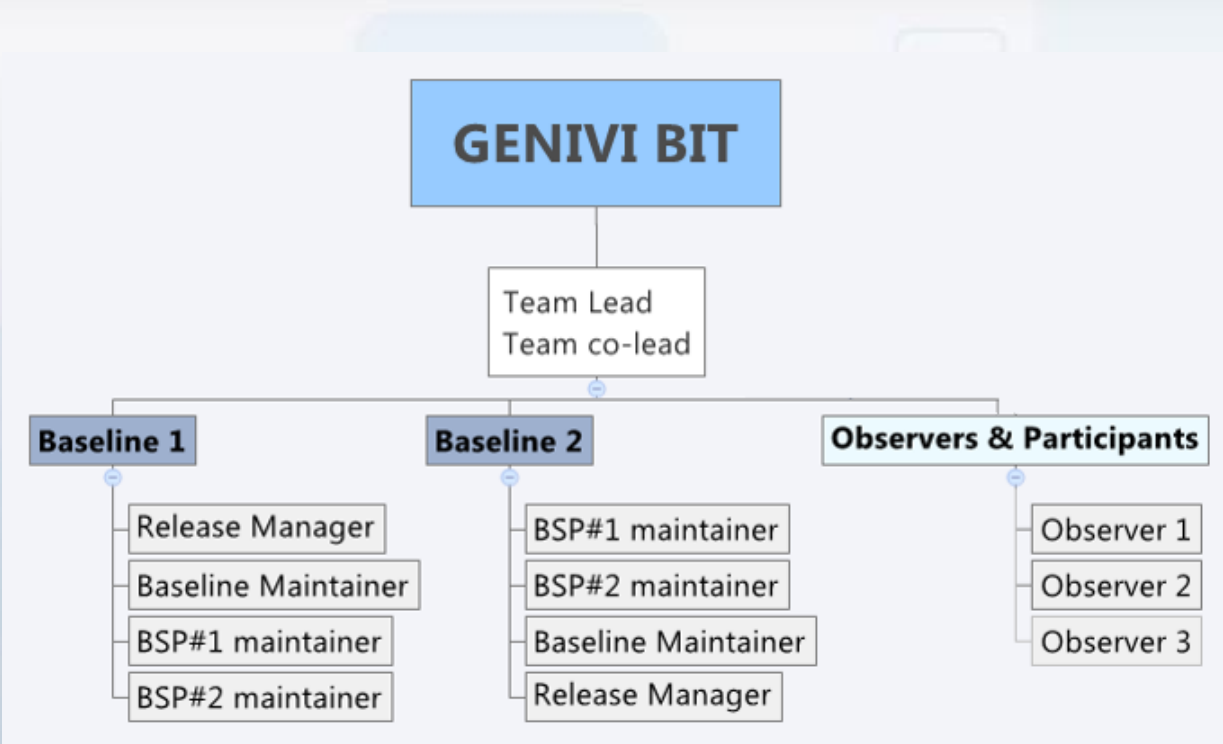 GENIVI BIT
Team Lead
Team co-lead
Baseline 1
Release Manager
Baseline Maintainer
BSP#1 maintainer
BSP#2 maintainer
Baseline 2
BSP#1 maintainer
BSP#2 maintainer
Baseline Maintainer
Release Manager
Observers & Participants
Observer 1
Observer 2
Observer 3